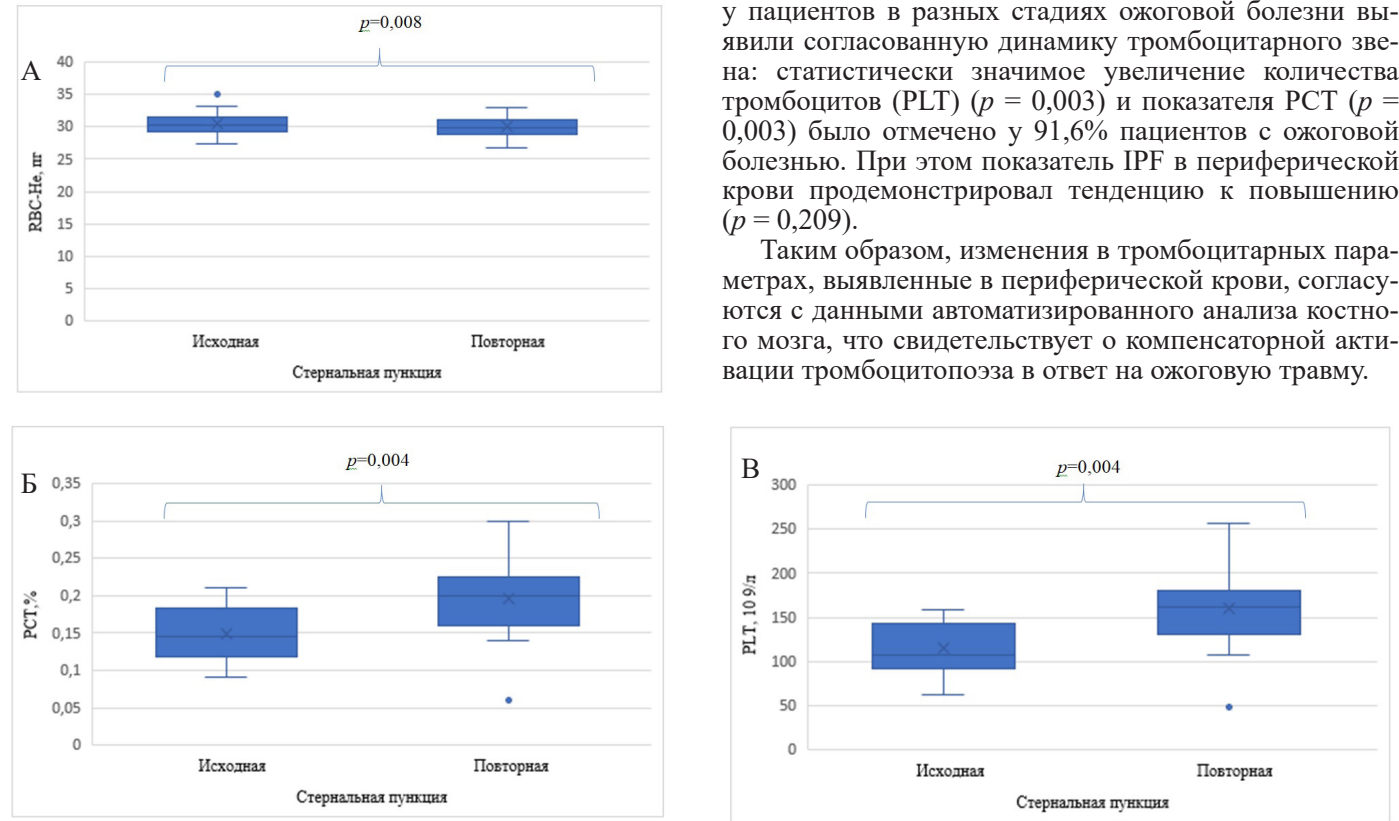 p=0,008
А
40
35
30
25
20
15
10
5
0
RBC-He, пг
Исходная
Повторная
Стернальная пункция
у пациентов в разных стадиях ожоговой болезни вы-
явили согласованную динамику тромбоцитарного зве-
на: статистически значимое увеличение количества
тромбоцитов (PLT) (p = 0,003) и показателя PCT (p =
0,003) было отмечено у 91,6% пациентов с ожоговой
болезнью. При этом показатель IPF в периферической
крови продемонстрировал тенденцию к повышению
(p = 0,209).
Таким образом, изменения в тромбоцитарных пара-
метрах, выявленные в периферической крови, согласу-
ются с данными автоматизированного анализа костно-
го мозга, что свидетельствует о компенсаторной акти-
вации тромбоцитопоэза в ответ на ожоговую травму.
p=0,004
Б
0,35
0,3
0,25
0,2
0,15
0,1
0,05
0
PCT,%
Исходная
Повторная
Стернальная пункция
p=0,004
В
300
250
200
150
100
50
0
PLT, 10 9/л
Исходная
Повторная
Стернальная пункция